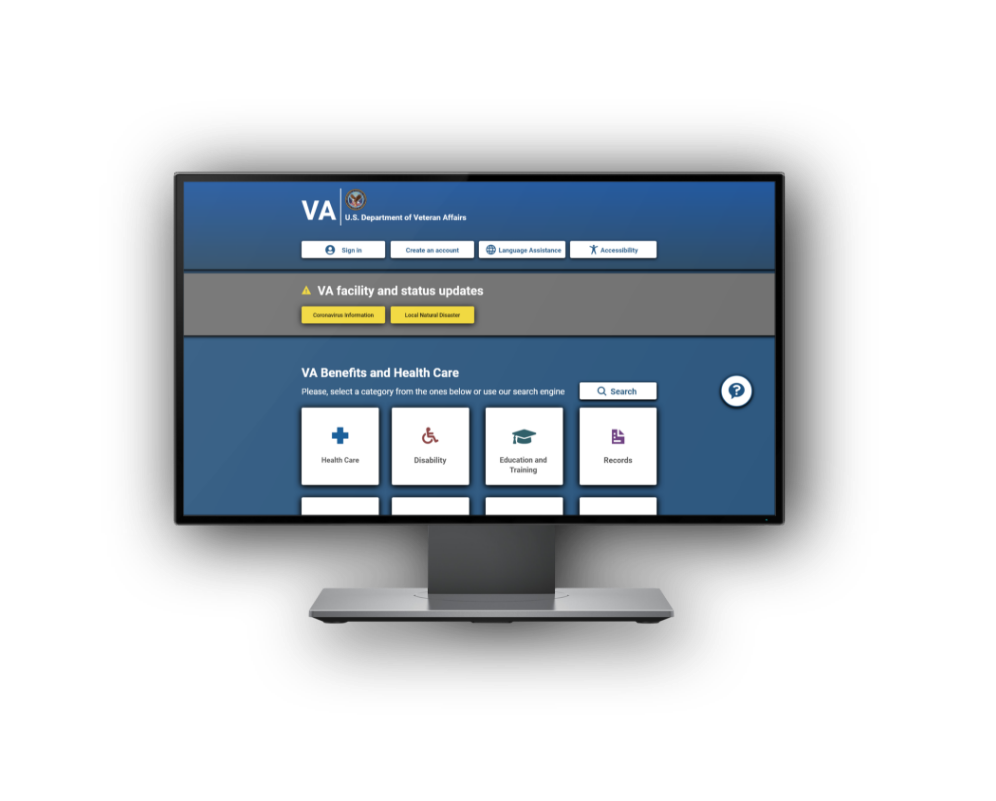 VA
U.S. Department of Veteran Affairs
Sign in
Create an account
Language Assistance
Accessibility
VA facility and status updates
Coronavirus Information
Local Natural Disaster
VA Benefits and Health Care
Please, select a category from the ones below or use our search engine
Search
?
Health Care
Disability
Education and
Training
Records